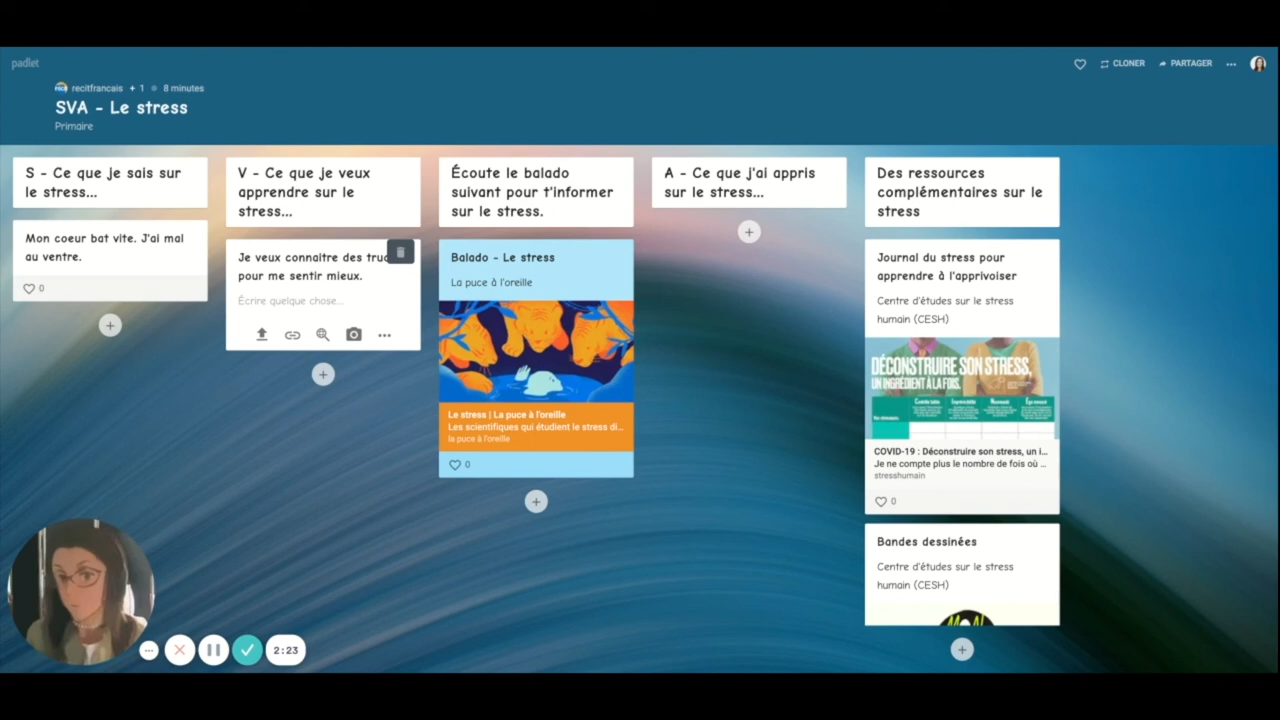 padlet
CLONER
PARTAGER
recitfrancais + 1 8 minutes
SVA - Le stress
Primaire
S - Ce que je sais sur
le stress...
Mon coeur bat vite. J'ai mal
au ventre.
0
V - Ce que je veux
apprendre sur le
stress...
Je veux connaitre des truc
pour me sentir mieux.
Écrire quelque chose...
Écoute le balado
suivant pour t'informer
sur le stress.
Balado - Le stress
La puce à l'oreille
Le stress | La puce à l'oreille
Les scientifiques qui étudient le stress di...
la puce à l'oreille
0
A - Ce que j'ai appris
sur le stress...
Des ressources
complémentaires sur le
stress
Journal du stress pour
apprendre à l'apprivoiser
Centre d'études sur le stress
humain (CESH)
DÉCONSTRUIRE SON STRESS,
UN INGRÉDIENT À LA FOIS.
COVID-19 : Déconstruire son stress, un i...
Je ne compte plus le nombre de fois où ...
stresshumain
0
Bandes dessinées
Centre d'études sur le stress
humain (CESH)
2:23